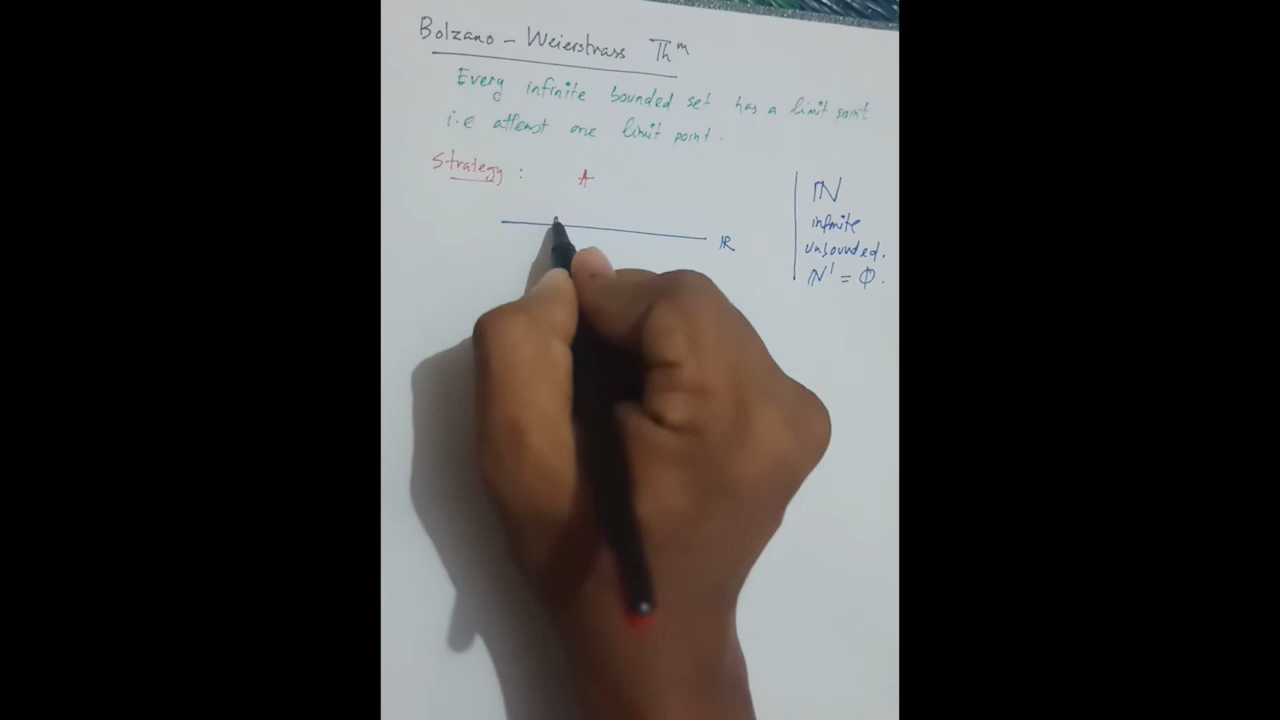 Bolzano - Weierstrass Thm
Every infinite bounded set has a limit point
i.e atleast one limit point.
Strategy : A
ℝ
ℕ
infinite
unbounded.
ℕ' = Φ.